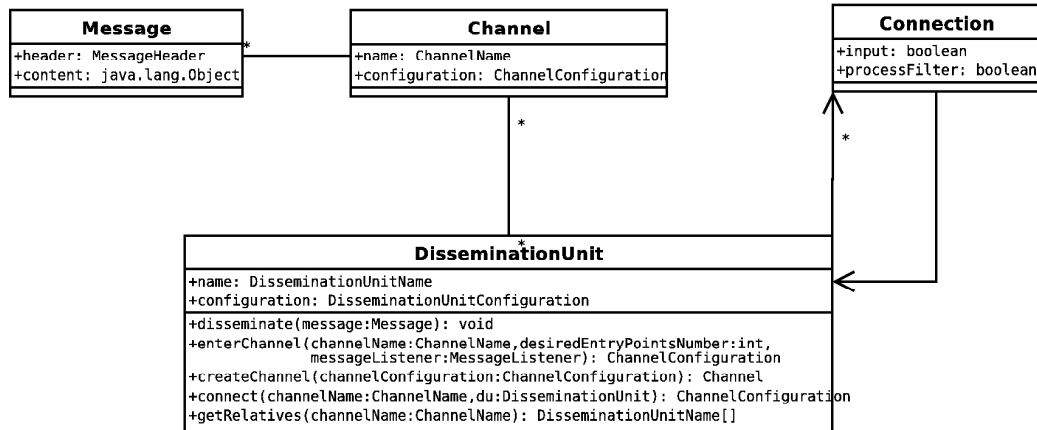 Message
+header: MessageHeader
+content: java.lang.Object
*
Channel
+name: ChannelName
+configuration: ChannelConfiguration
Connection
+input: boolean
+processFilter: boolean
*
*
*
DisseminationUnit
+name: DisseminationUnitName
+configuration: DisseminationUnitConfiguration
+disseminate(message:Message): void
+enterChannel(channelName:ChannelName,desiredEntryPointsNumber:int,
messageListener:MessageListener): ChannelConfiguration
+createChannel(channelConfiguration:ChannelConfiguration): Channel
+connect(channelName:ChannelName,du:DisseminationUnit): ChannelConfiguration
+getRelatives(channelName:ChannelName): DisseminationUnitName[]